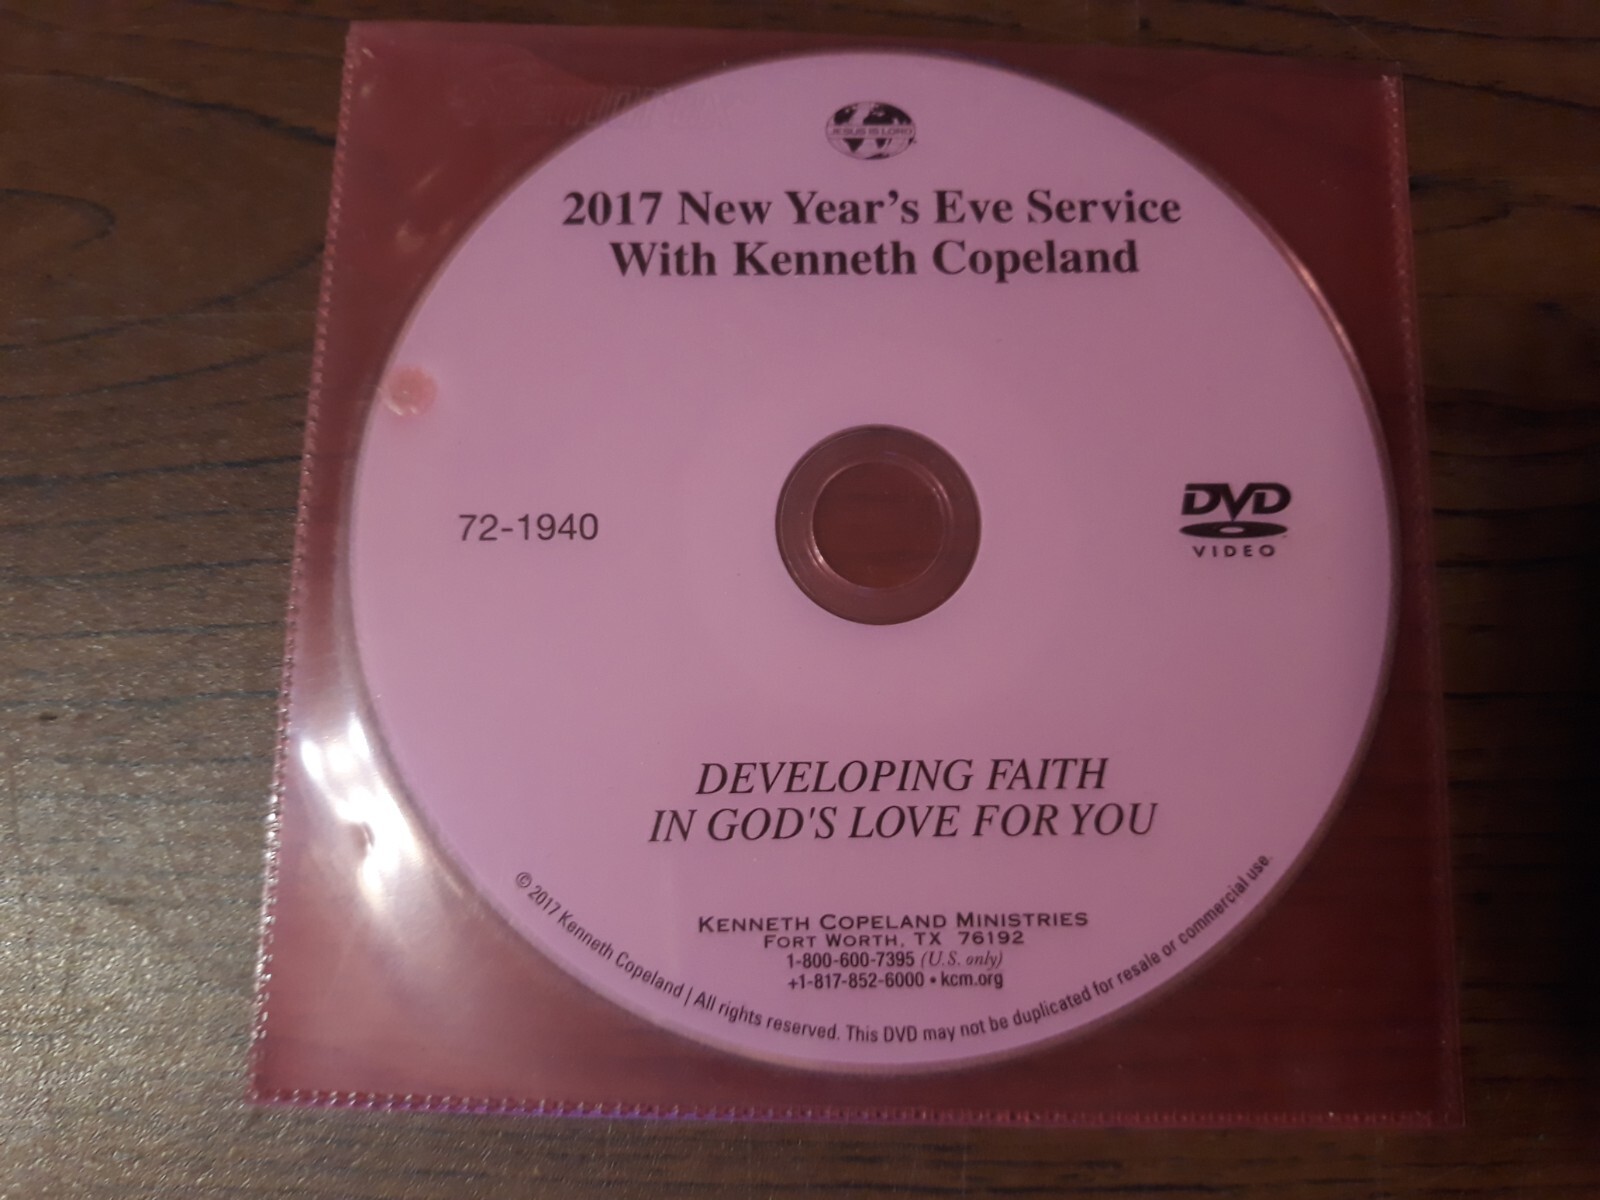 JESUS IS LORD
2017 New Year's Eve Service
With Kenneth Copeland
72-1940
DVD
VIDEO
DEVELOPING FAITH
IN GOD'S LOVE FOR YOU
KENNETH COPELAND MINISTRIES
FORT WORTH, TX 76192
1-800-600-7395 (U.S. only)
+1-817-852-6000 • kcm.org
© 2017 Kenneth Copeland | All rights reserved. This DVD may not be duplicated for resale or commercial use.